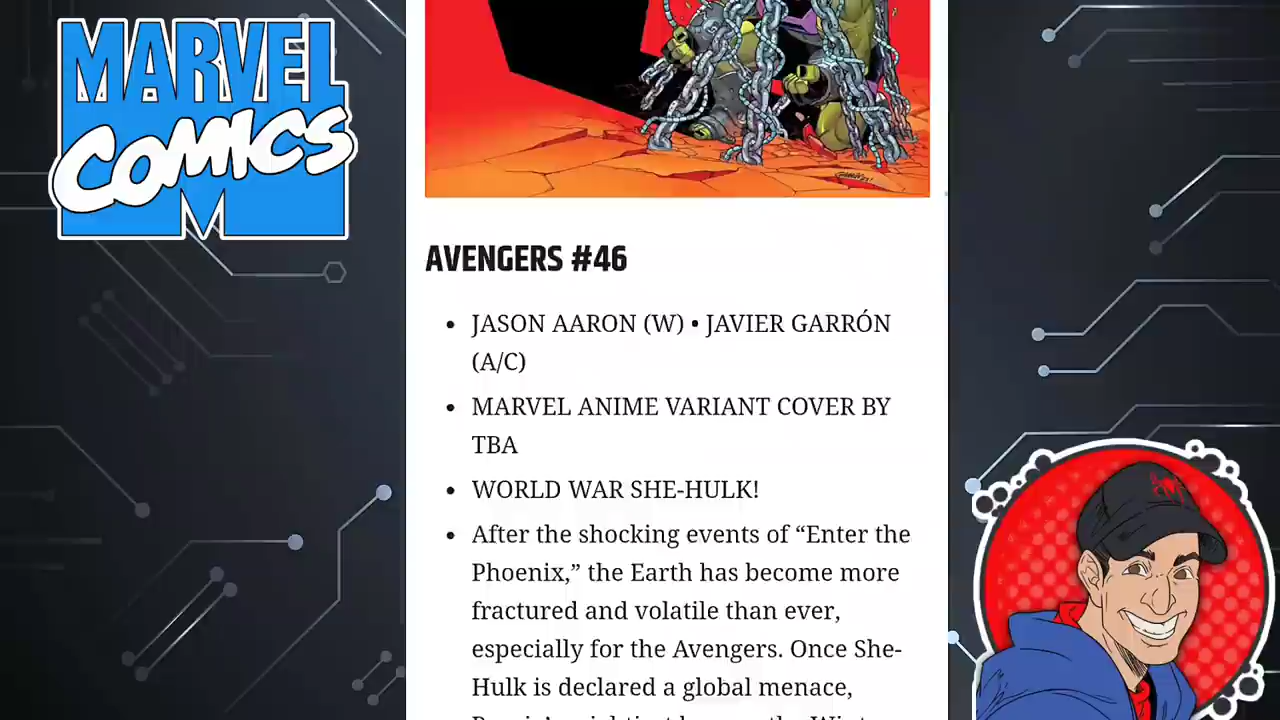 MARVEL
COMICS
AVENGERS #46
• JASON AARON (W) • JAVIER GARRÓN
(A/C)
• MARVEL ANIME VARIANT COVER BY
TBA
• WORLD WAR SHE-HULK!
• After the shocking events of “Enter the
Phoenix,” the Earth has become more
fractured and volatile than ever,
especially for the Avengers. Once She-
Hulk is declared a global menace,